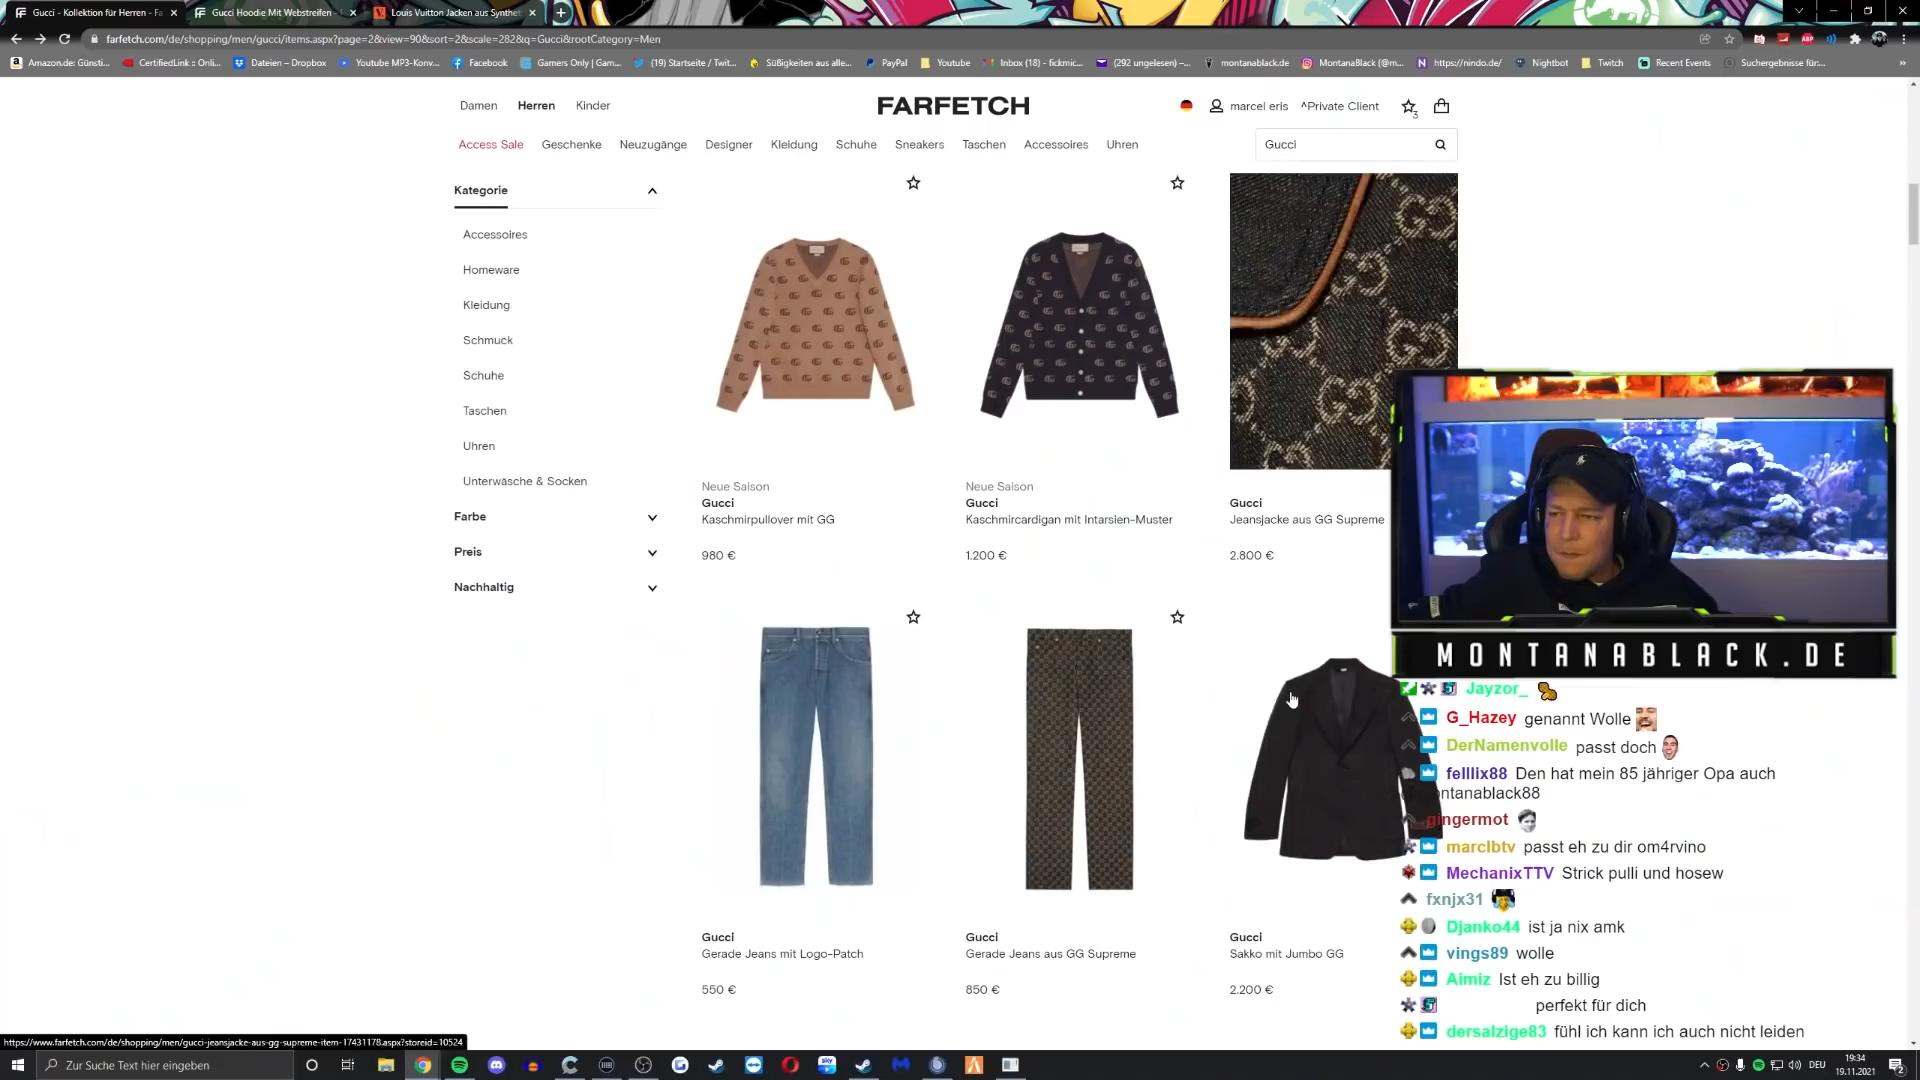 Gucci - Kollektion für Herren - Fa
Gucci Hoodie Mit Webstreifen -
Louis Vuitton Jacken aus Synthet
farfetch.com/de/shopping/men/gucci/items.aspx?page=2&view=90&sort=2&scale=282&q=Gucci&rootCategory=Men
Amazon.de: Günsti...
CertifiedLink :: Onli...
Dateien – Dropbox
Youtube MP3-Konv...
Facebook
Gamers Only | Gam...
(19) Startseite / Twit...
Süßigkeiten aus alle...
PayPal
Youtube
Inbox (18) - fickmic...
(292 ungelesen) –...
montanablack.de
MontanaBlack (@m...
https://nindo.de/
Nightbot
Twitch
Recent Events
Suchergebnisse für:...
Damen Herren Kinder
FARFETCH
marcel eris ^Private Client
3
Access Sale Geschenke Neuzugänge Designer Kleidung Schuhe Sneakers Taschen Accessoires Uhren
Gucci
Kategorie
Accessoires
Homeware
Kleidung
Schmuck
Schuhe
Taschen
Uhren
Unterwäsche & Socken
Farbe
Preis
Nachhaltig
Neue Saison
Gucci
Kaschmirpullover mit GG
980 €
Neue Saison
Gucci
Kaschmircardigan mit Intarsien-Muster
1.200 €
Gucci
Jeansjacke aus GG Supreme
2.800 €
Gucci
Gerade Jeans mit Logo-Patch
550 €
Gucci
Gerade Jeans aus GG Supreme
850 €
Gucci
Sakko mit Jumbo GG
2.200 €
MONTANABLACK.DE
Jayzor_
G_Hazey genannt Wolle
DerNamenvolle passt doch
felllix88 Den hat mein 85 jähriger Opa auch
ontanablack88
gingermot
marclbtv passt eh zu dir om4rvino
MechanixTTV Strick pulli und hosew
fxnjx31
Djanko44 ist ja nix amk
vings89 wolle
Aimiz Ist eh zu billig
perfekt für dich
dersalzige83 fühl ich kann ich auch nicht leiden
https://www.farfetch.com/de/shopping/men/gucci-jeansjacke-aus-gg-supreme-item-17431178.aspx?storeid=10524
Zur Suche Text hier eingeben
DEU
19:34
19.11.2021
2